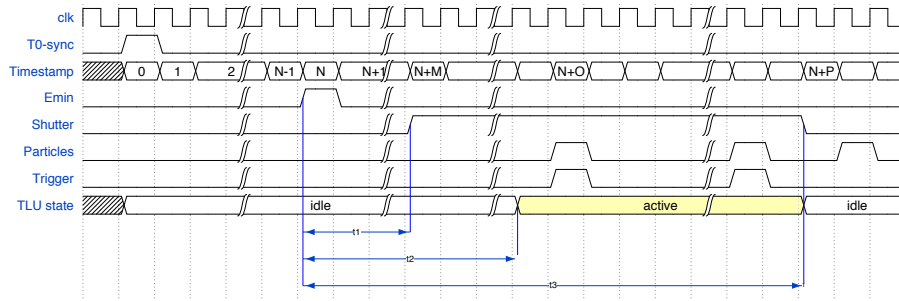 clk
T0-sync
Timestamp 0 1 2 N-1 N N+1 N+M N+O N+P
Emin
Shutter
Particles
Trigger
TLU state idle active idle
t1
t2
t3